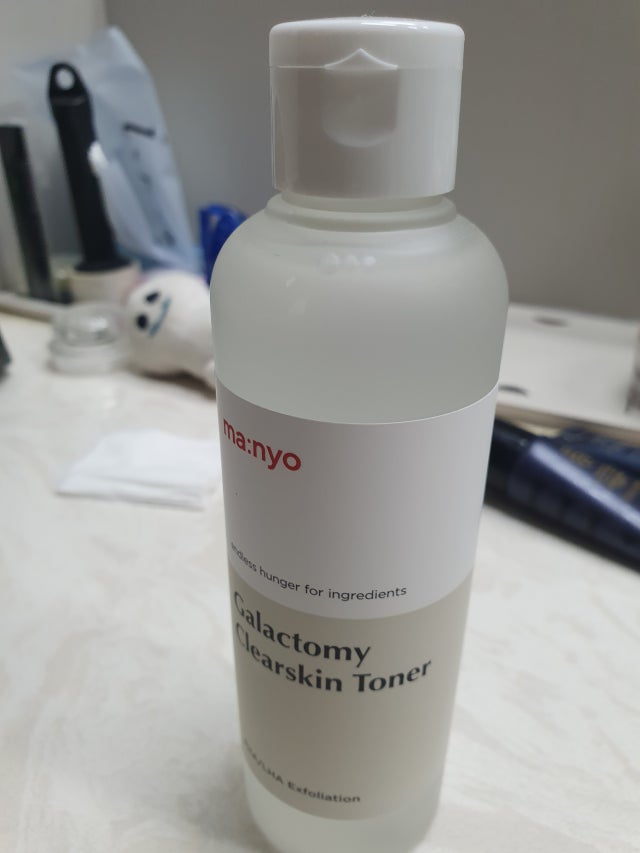 ma:nyo
endless hunger for ingredients
Galactomy
Clearskin Toner
Exfoliation